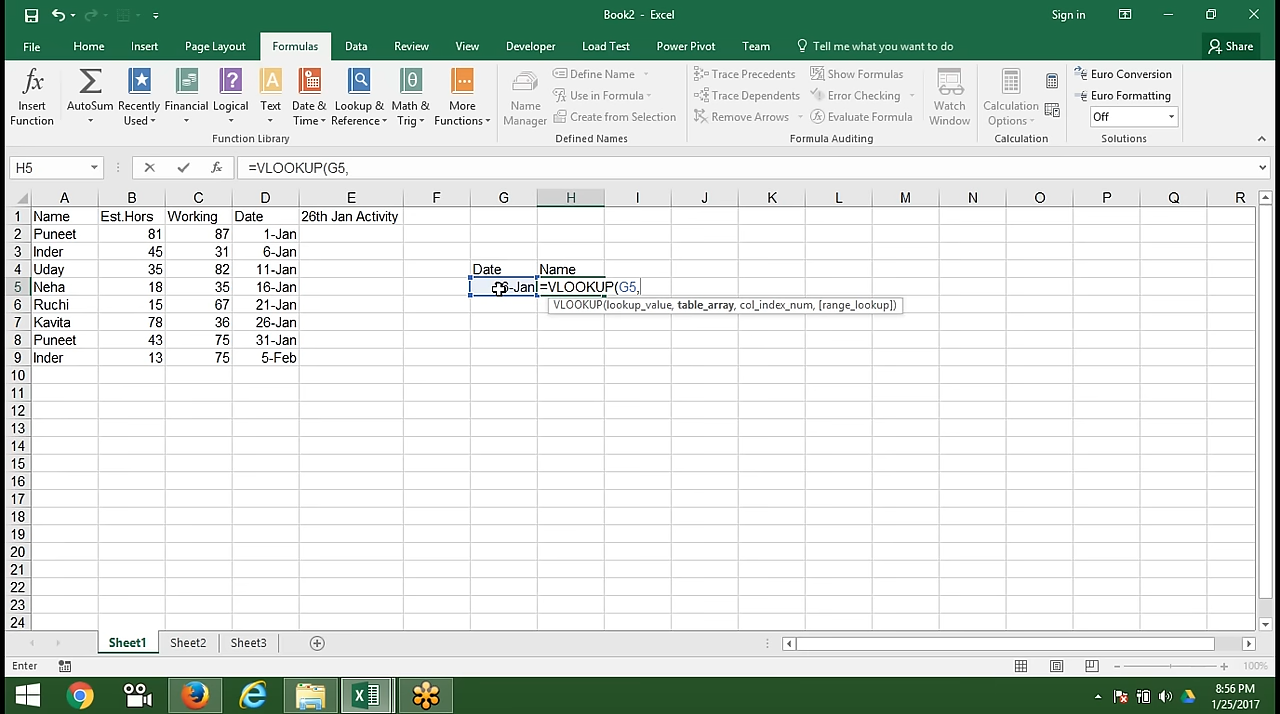 Book2 - Excel
Sign in
File Home Insert Page Layout Formulas Data Review View Developer Load Test Power Pivot Team Tell me what you want to do Share
Insert Function
AutoSum
Recently Used
Financial
Logical
Text
Date & Time
Lookup & Reference
Math & Trig
More Functions
Function Library
Name Manager
Define Name
Use in Formula
Create from Selection
Defined Names
Trace Precedents
Trace Dependents
Remove Arrows
Show Formulas
Error Checking
Evaluate Formula
Formula Auditing
Watch Window
Calculation Options
Calculation
Euro Conversion
Euro Formatting
Off
Solutions
H5 fx =VLOOKUP(G5,
A B C D E F G H I J K L M N O P Q R
1 Name Est.Hors Working Date 26th Jan Activity
2 Puneet 81 87 1-Jan
3 Inder 45 31 6-Jan
4 Uday 35 82 11-Jan Date Name
5 Neha 18 35 16-Jan -Jan =VLOOKUP(G5,
VLOOKUP(lookup_value, table_array, col_index_num, [range_lookup])
6 Ruchi 15 67 21-Jan
7 Kavita 78 36 26-Jan
8 Puneet 43 75 31-Jan
9 Inder 13 75 5-Feb
10
11
12
13
14
15
16
17
18
19
20
21
22
23
24
Sheet1 Sheet2 Sheet3
Enter
100%
8:56 PM
1/25/2017